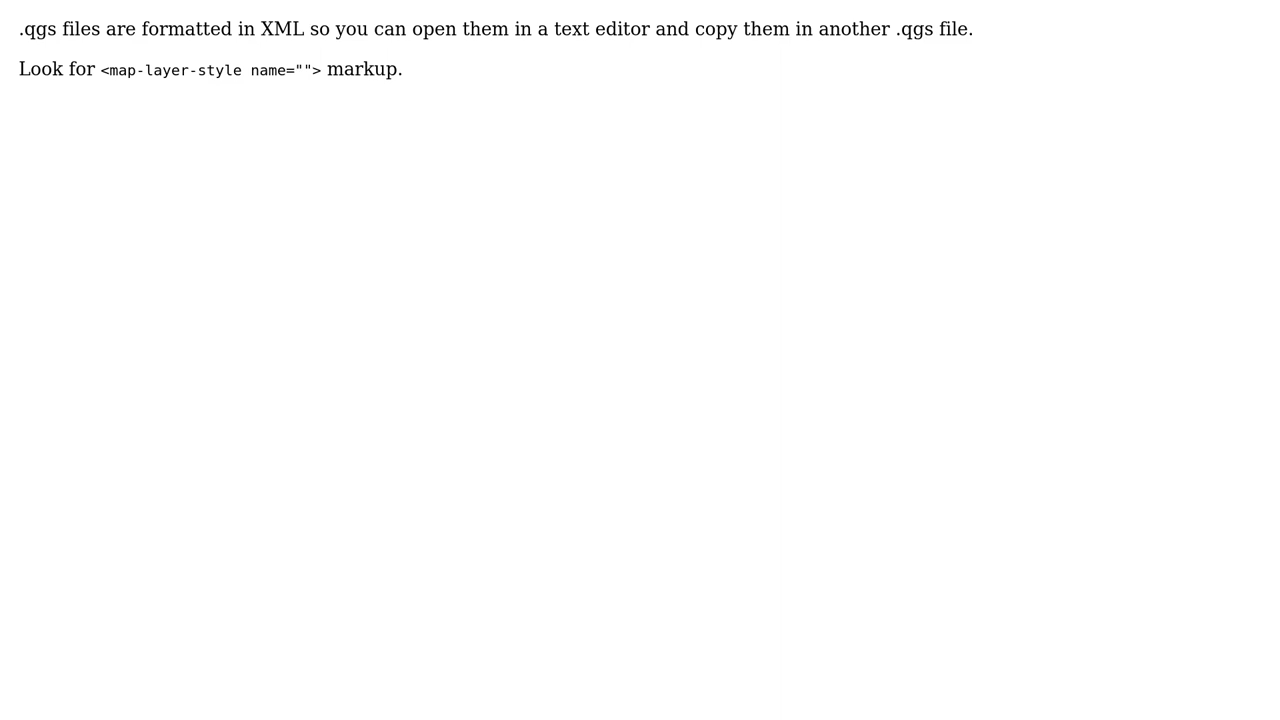 .qgs files are formatted in XML so you can open them in a text editor and copy them in another .qgs file.
Look for <map-layer-style name=""> markup.